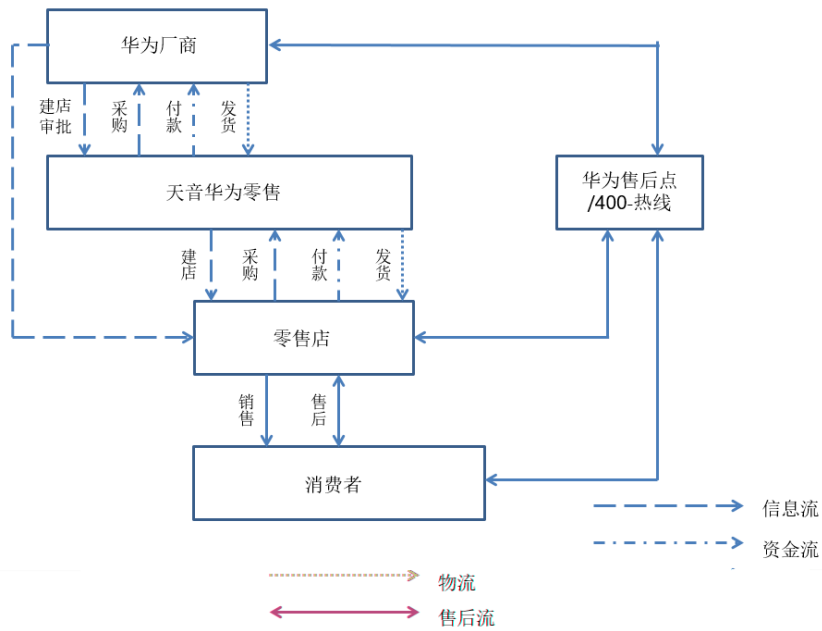 华为厂商
建店
审批
采购
付款
发货
天音华为零售
华为售后点
/400-热线
建店
采购
付款
发货
零售店
销售
售后
消费者
信息流
资金流
物流
售后流